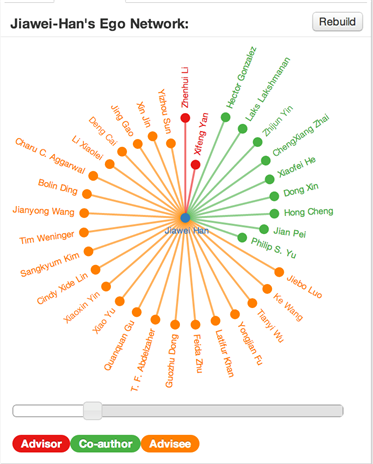 Jiawei-Han's Ego Network:
Rebuild
Zhenhui Li
Xifeng Yan
Hector Gonzalez
Laks Lakshmanan
Zhijun Yin
ChengXiang Zhai
Xiaofei He
Dong Xin
Hong Cheng
Jian Pei
Philip S. Yu
Jiebo Luo
Ke Wang
Tianyi Wu
Yongjian Fu
Latifur Khan
Feida Zhu
Guozhu Dong
T. F. Abdelzaher
Quanquan Gu
Xiao Yu
Xiaoxin Yin
Cindy Xide Lin
Sangkyum Kim
Tim Weninger
Jianyong Wang
Bolin Ding
Charu C. Aggarwal
Li Xiaolei
Deng Cai
Jing Gao
Xin Jin
Yizhou Sun
Jiawei Han
Advisor Co-author Advisee